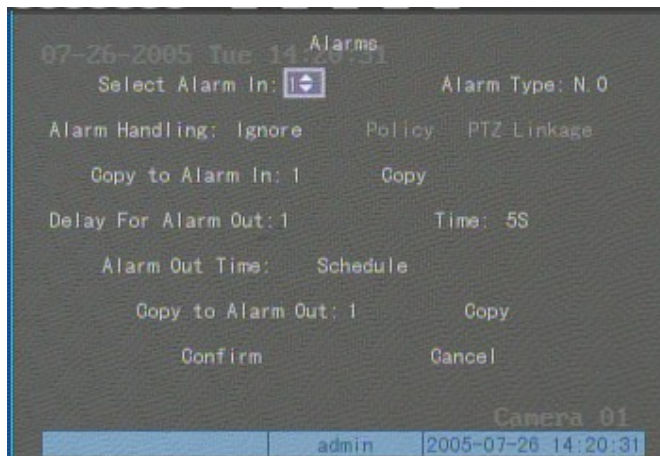 Alarms
07-26-2005 Tue 14:20:31
Select Alarm In: 1 Alarm Type: N.O
Alarm Handling: Ignore Policy PTZ Linkage
Copy to Alarm In: 1 Copy
Delay For Alarm Out: 1 Time: 5S
Alarm Out Time: Schedule
Copy to Alarm Out: 1 Copy
Confirm Cancel
Camera 01
admin 2005-07-26 14:20:31